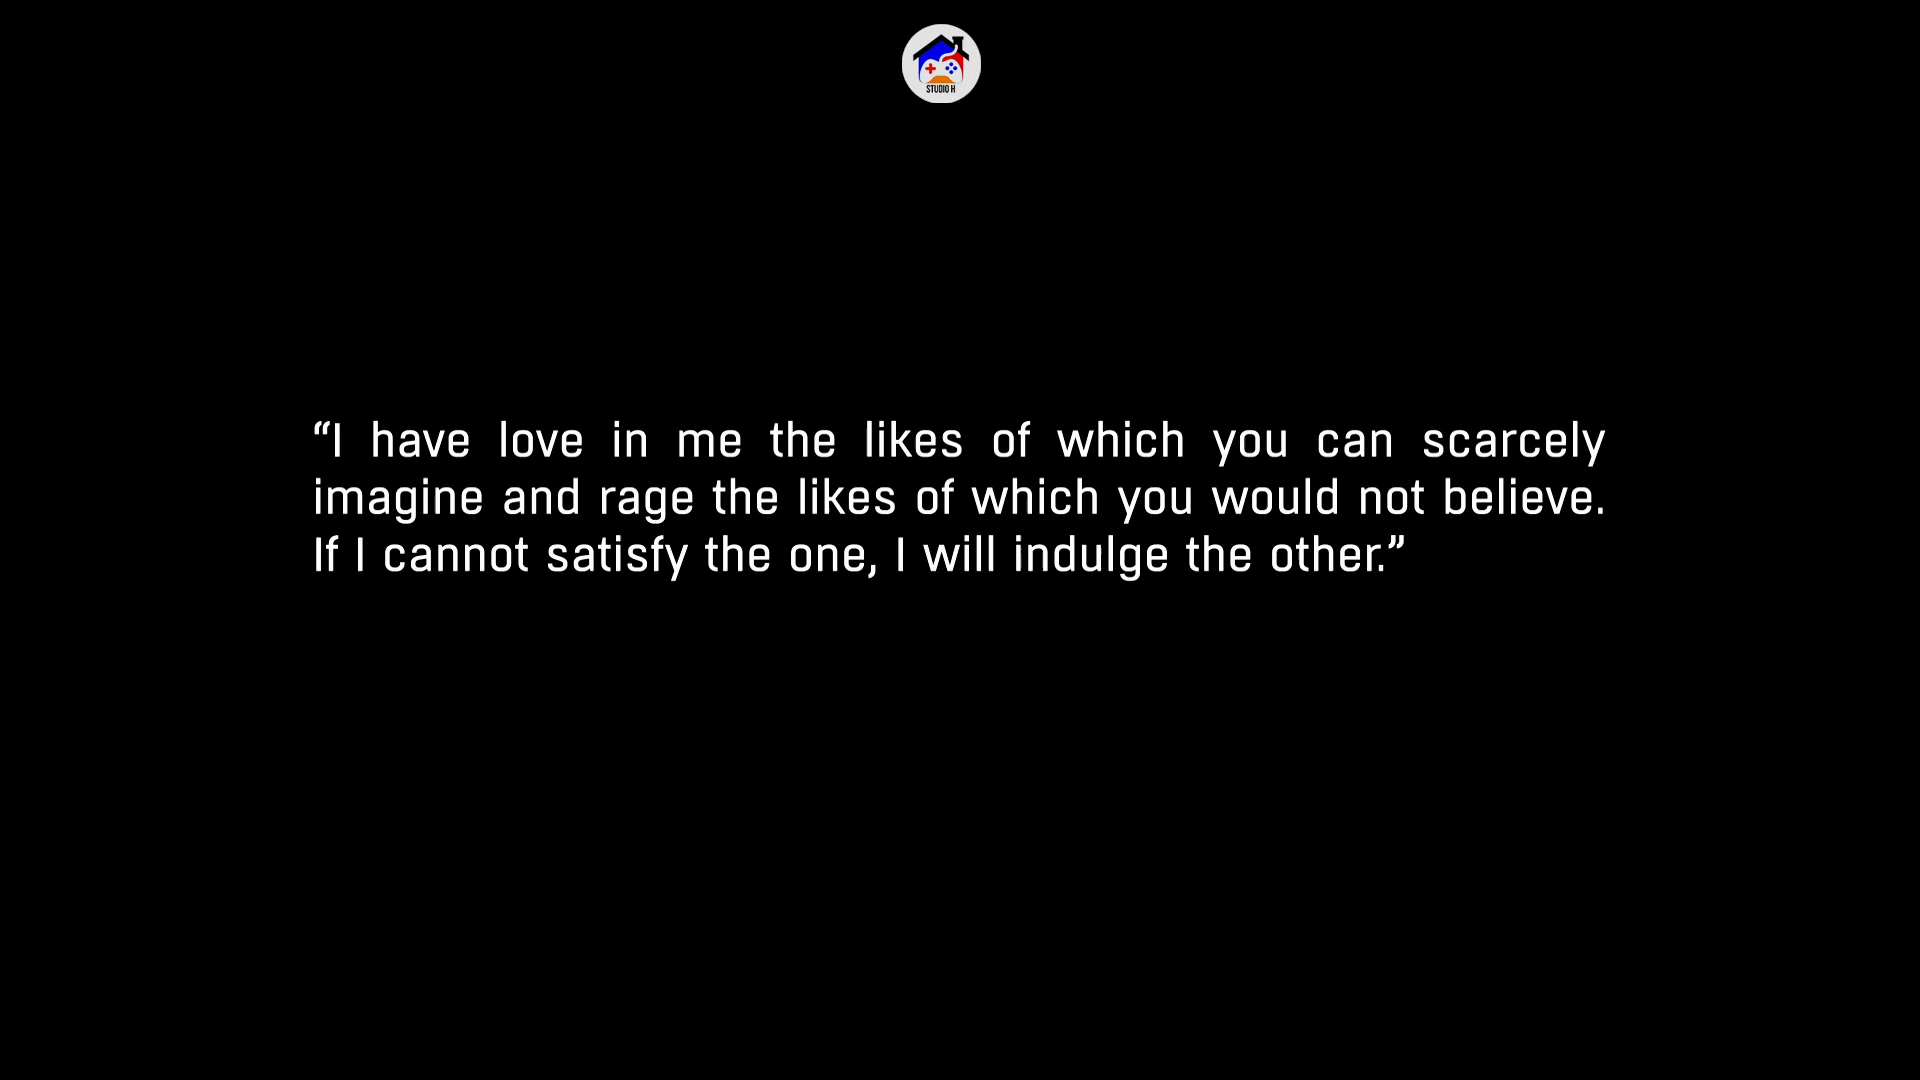 STUDIO H
“I have love in me the likes of which you can scarcely
imagine and rage the likes of which you would not believe.
If I cannot satisfy the one, I will indulge the other.”